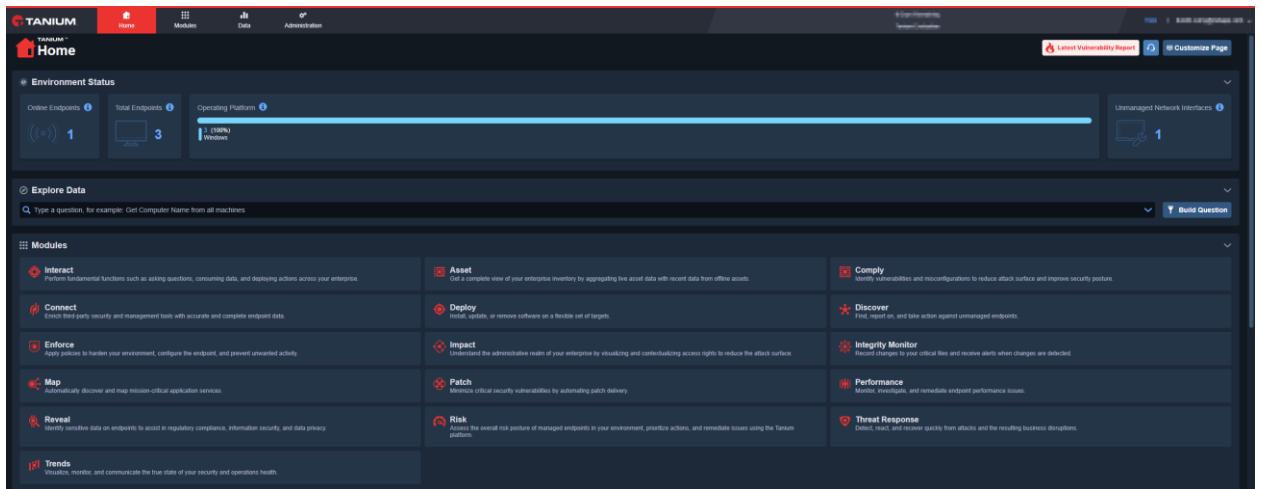 TANIUM
Home
Modules
Data
Administration
TANIUM™
Home
Latest Vulnerability Report
Customize Page
Environment Status
Online Endpoints
1
Total Endpoints
3
Operating Platform
3 (100%)
Windows
Unmanaged Network Interfaces
1
Explore Data
Type a question, for example: Get Computer Name from all machines
Build Question
Modules
Interact
Perform fundamental functions such as asking questions, consuming data, and deploying actions across your enterprise.
Asset
Get a complete view of your enterprise inventory by aggregating live asset data with recent data from offline assets.
Comply
Identify vulnerabilities and misconfigurations to reduce attack surface and improve security posture.
Connect
Enrich third-party security and management tools with accurate and complete endpoint data.
Deploy
Install, update, or remove software on a flexible set of targets.
Discover
Find, report on, and take action against unmanaged endpoints.
Enforce
Apply policies to harden your environment, configure the endpoint, and prevent unwanted activity.
Impact
Understand the administrative realm of your enterprise by visualizing and contextualizing access rights to reduce the attack surface.
Integrity Monitor
Record changes to your critical files and receive alerts when changes are detected.
Map
Automatically discover and map mission-critical application services.
Patch
Minimize critical security vulnerabilities by automating patch delivery.
Performance
Monitor, investigate, and remediate endpoint performance issues.
Reveal
Identify sensitive data on endpoints to assist in regulatory compliance, information security, and data privacy.
Risk
Assess the overall risk posture of managed endpoints in your environment, prioritize actions, and remediate issues using the Tanium
platform.
Threat Response
Detect, react, and recover quickly from attacks and the resulting business disruptions.
Trends
Visualize, monitor, and communicate the true state of your security and operations health.